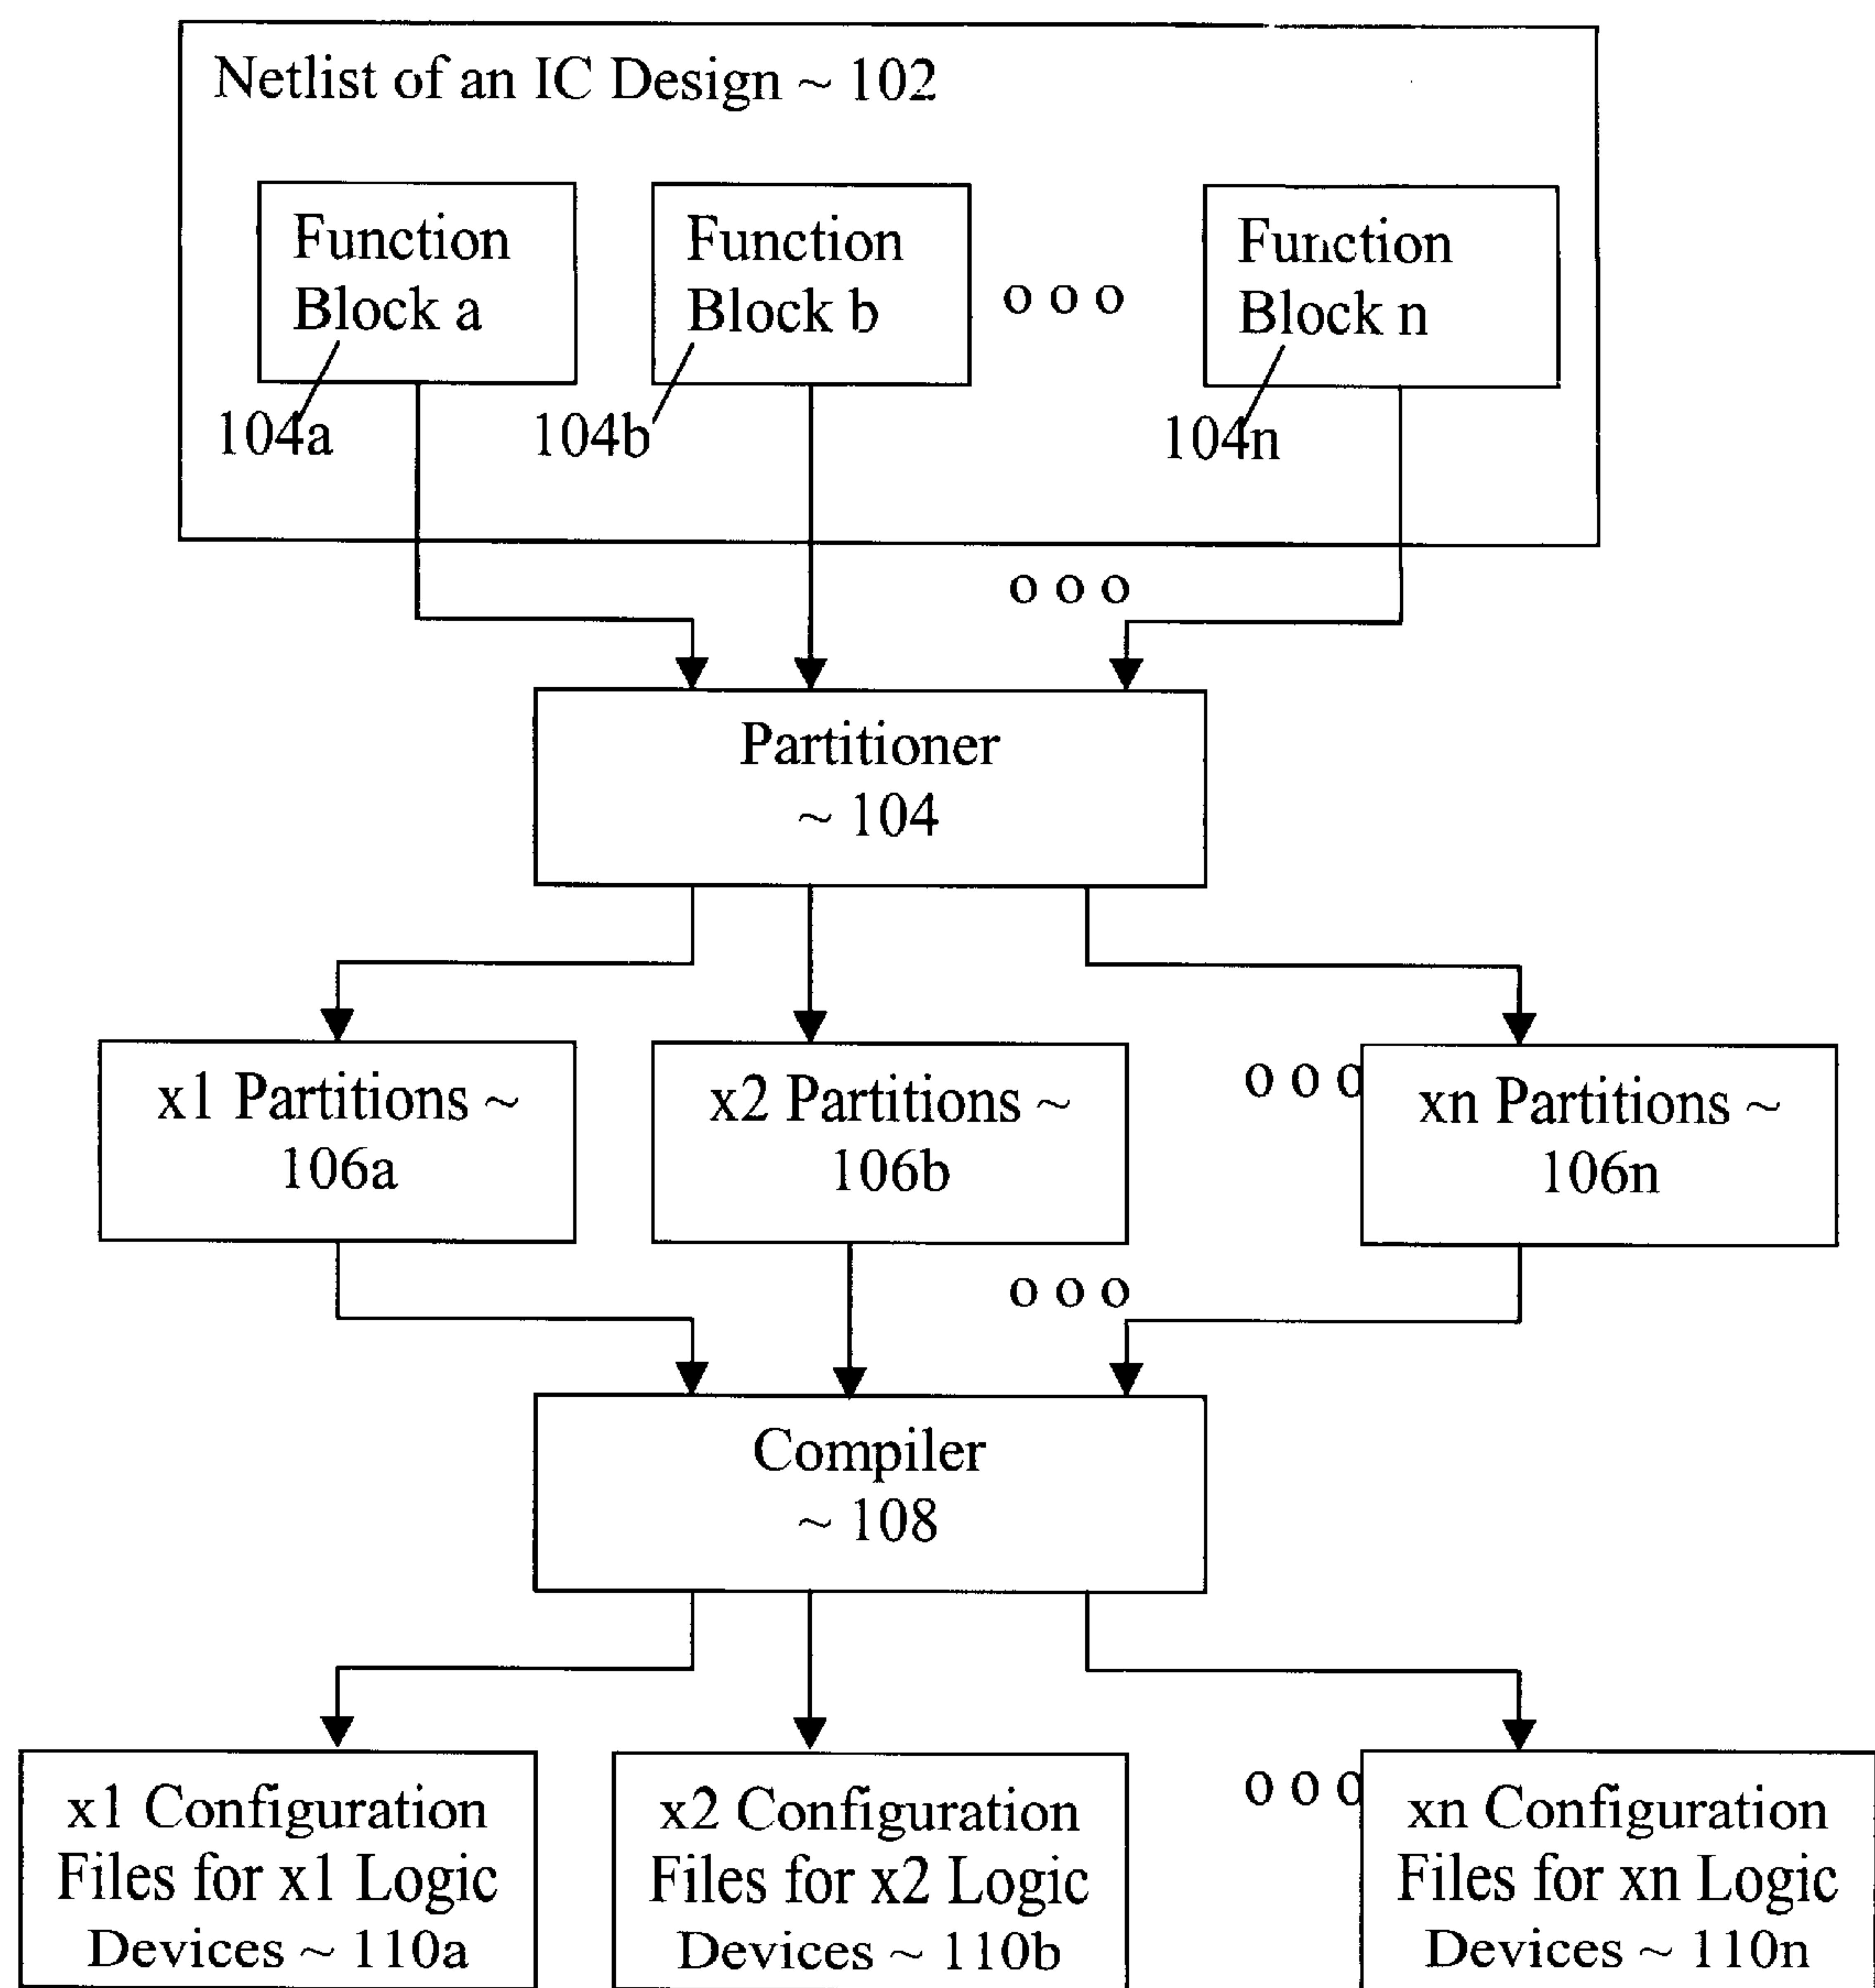 Netlist of an IC Design ~ 102
Function
Block a
Function
Block b
o o o
Function
Block n
104a
104b
104n
o o o
Partitioner
~ 104
x1 Partitions ~
106a
x2 Partitions ~
106b
o o o
xn Partitions ~
106n
o o o
Compiler
~ 108
x1 Configuration
Files for x1 Logic
Devices ~ 110a
x2 Configuration
Files for x2 Logic
Devices ~ 110b
o o o
xn Configuration
Files for xn Logic
Devices ~ 110n